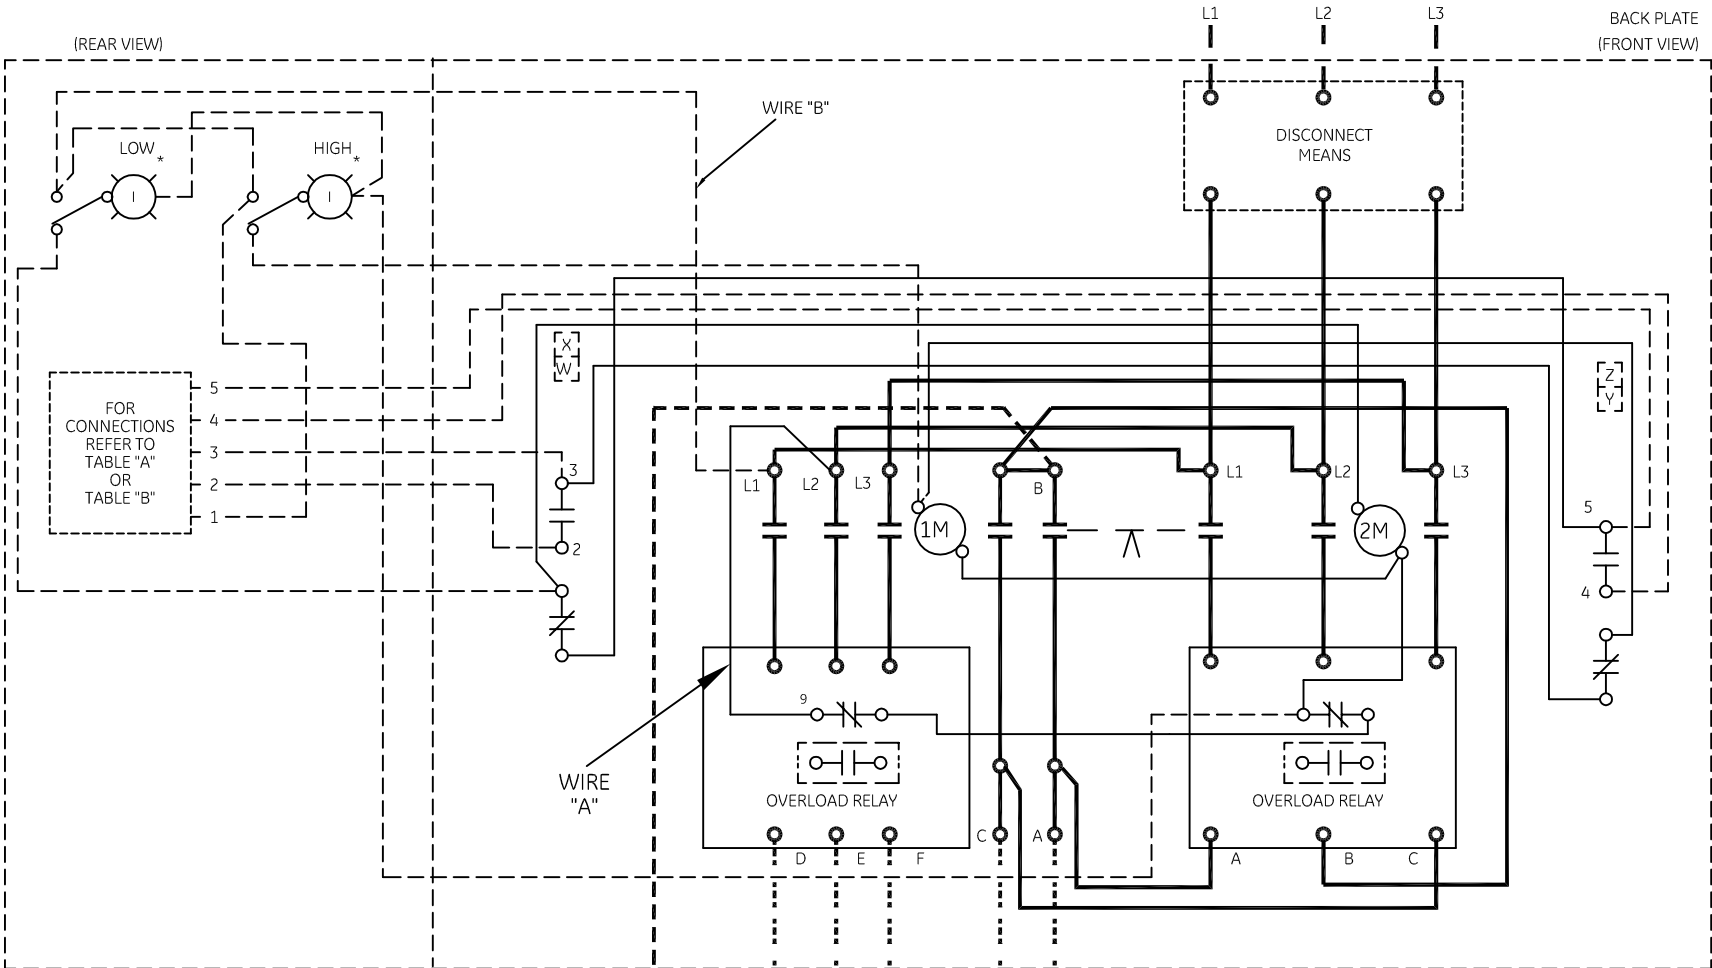 L1
L2
L3
BACK PLATE
(FRONT VIEW)
(REAR VIEW)
WIRE "B"
DISCONNECT
MEANS
LOW
*
HIGH
*
I
I
X
W
Z
Y
5
4
3
2
1
FOR
CONNECTIONS
REFER TO
TABLE "A"
OR
TABLE "B"
3
2
L1
L2
L3
B
L1
L2
L3
1M
2M
5
4
9
WIRE
"A"
OVERLOAD RELAY
OVERLOAD RELAY
C
A
D
E
F
A
B
C